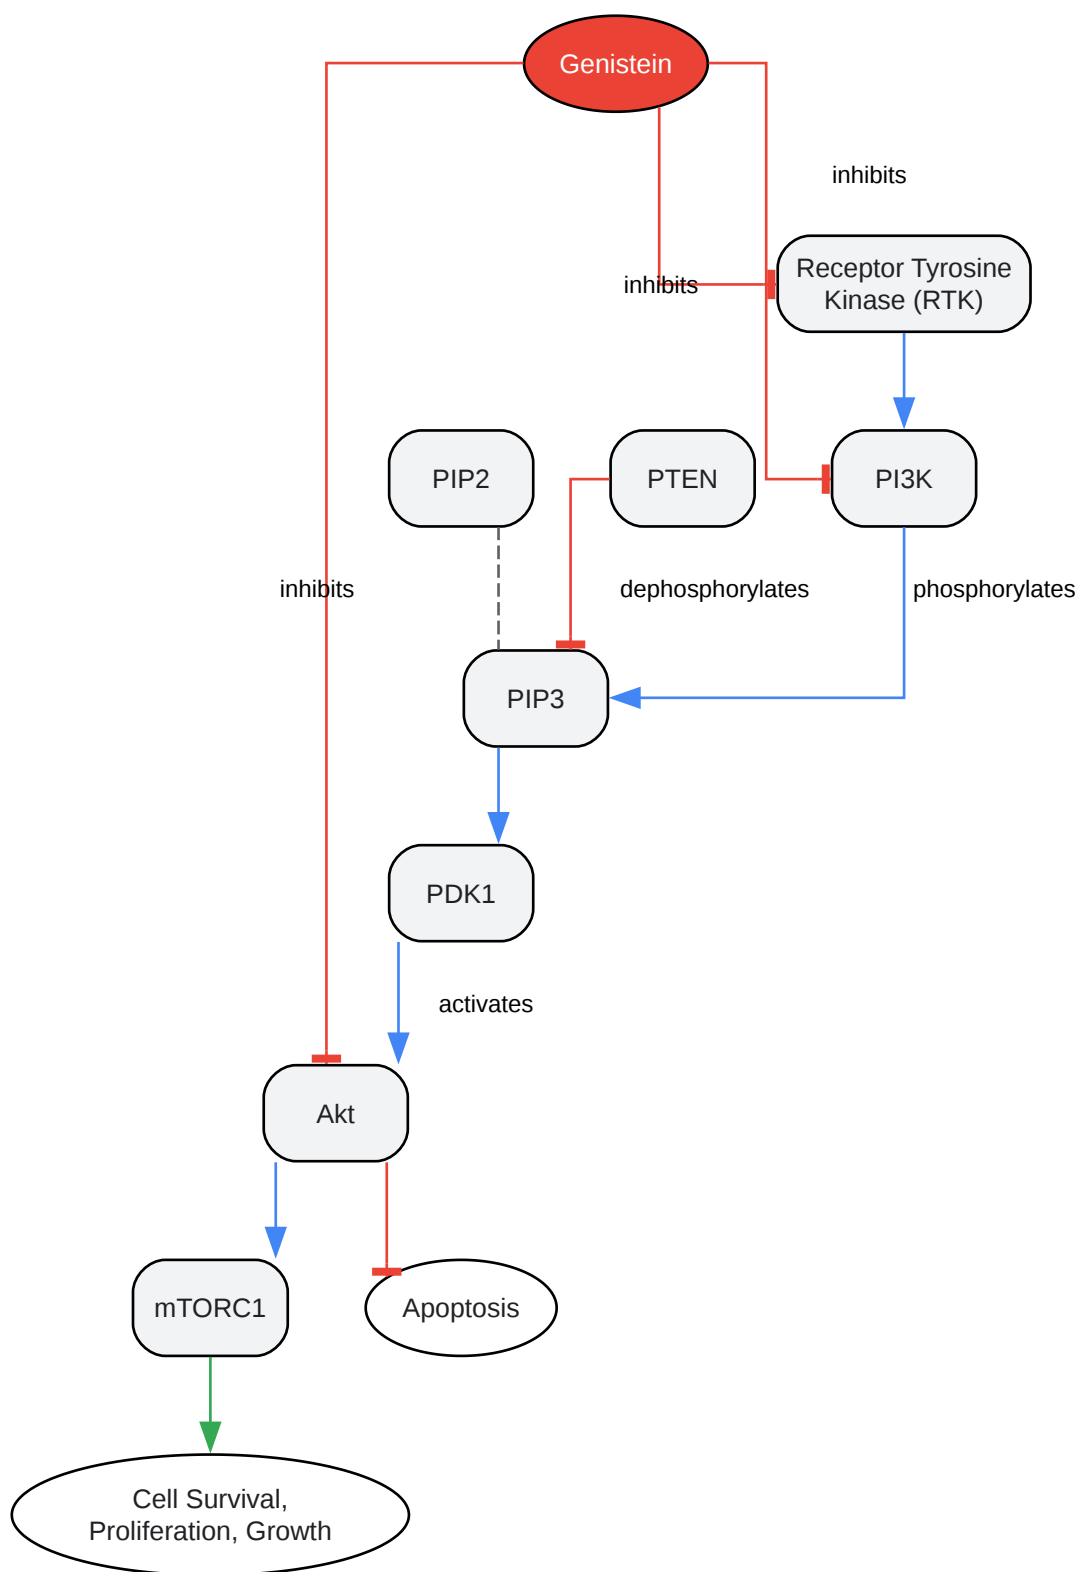 Genistein
inhibits
Receptor Tyrosine
Kinase (RTK)
inhibits
PIP2
PTEN
PI3K
inhibits
dephosphorylates
phosphorylates
PIP3
PDK1
activates
Akt
mTORC1
Apoptosis
Cell Survival,
Proliferation, Growth